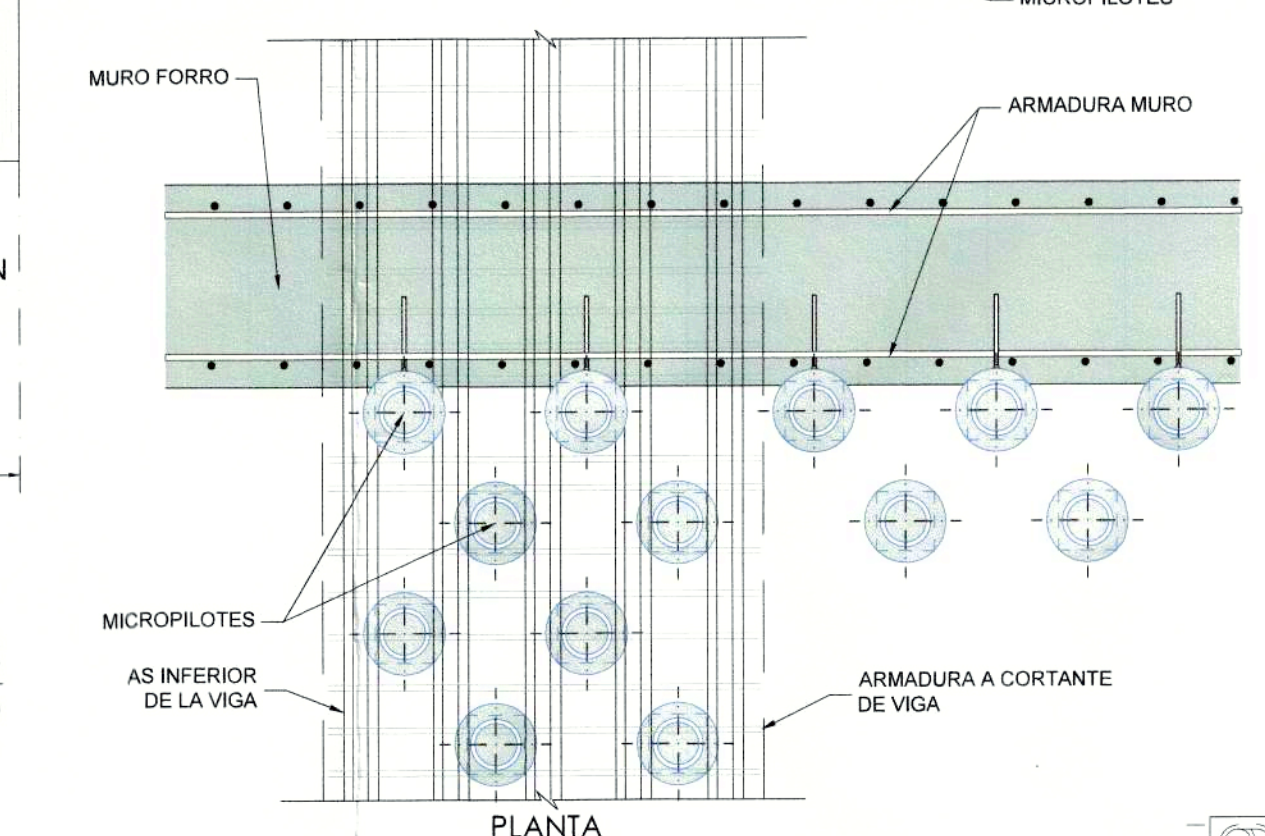 MICROPILOTES
MURO FORRO
ARMADURA MURO
N
MICROPILOTES
AS INFERIOR
DE LA VIGA
ARMADURA A CORTANTE
DE VIGA
PLANTA